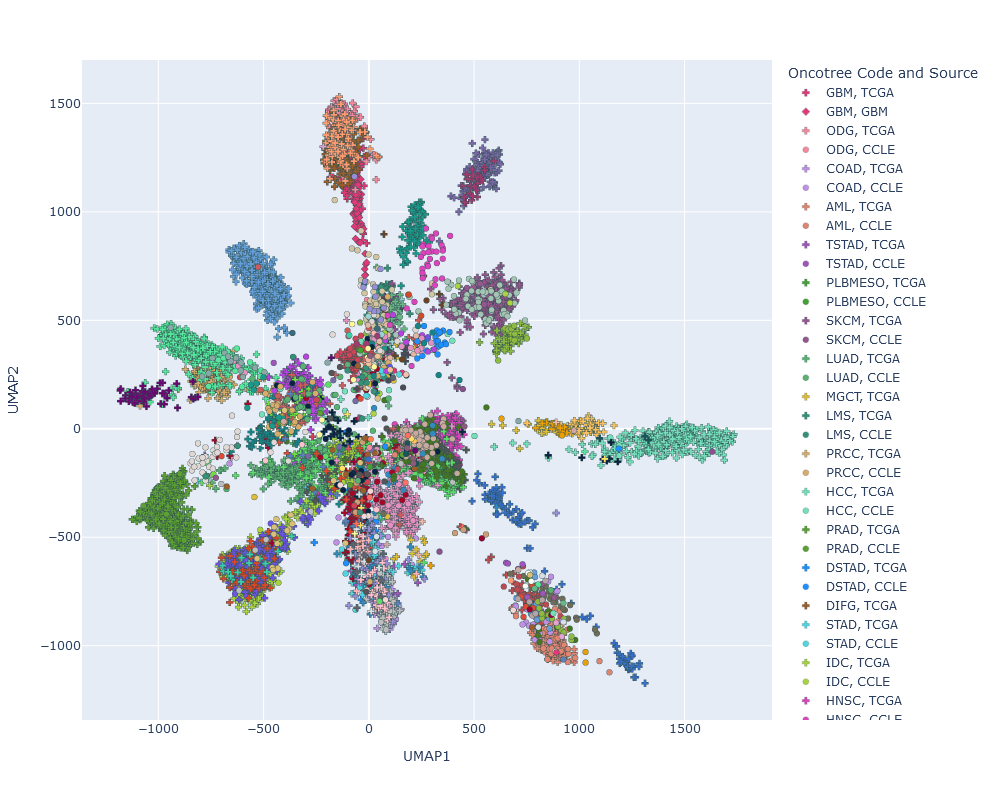 Oncotree Code and Source
GBM, TCGA
GBM, GBM
ODG, TCGA
ODG, CCLE
COAD, TCGA
COAD, CCLE
AML, TCGA
AML, CCLE
TSTAD, TCGA
TSTAD, CCLE
PLBMESO, TCGA
PLBMESO, CCLE
SKCM, TCGA
SKCM, CCLE
LUAD, TCGA
LUAD, CCLE
MGCT, TCGA
LMS, TCGA
LMS, CCLE
PRCC, TCGA
PRCC, CCLE
HCC, TCGA
HCC, CCLE
PRAD, TCGA
PRAD, CCLE
DSTAD, TCGA
DSTAD, CCLE
DIFG, TCGA
STAD, TCGA
STAD, CCLE
IDC, TCGA
IDC, CCLE
HNSC, TCGA
HNSC, CCLE
1500
1000
500
0
−500
−1000
UMAP2
−1000
−500
0
500
1000
1500
UMAP1